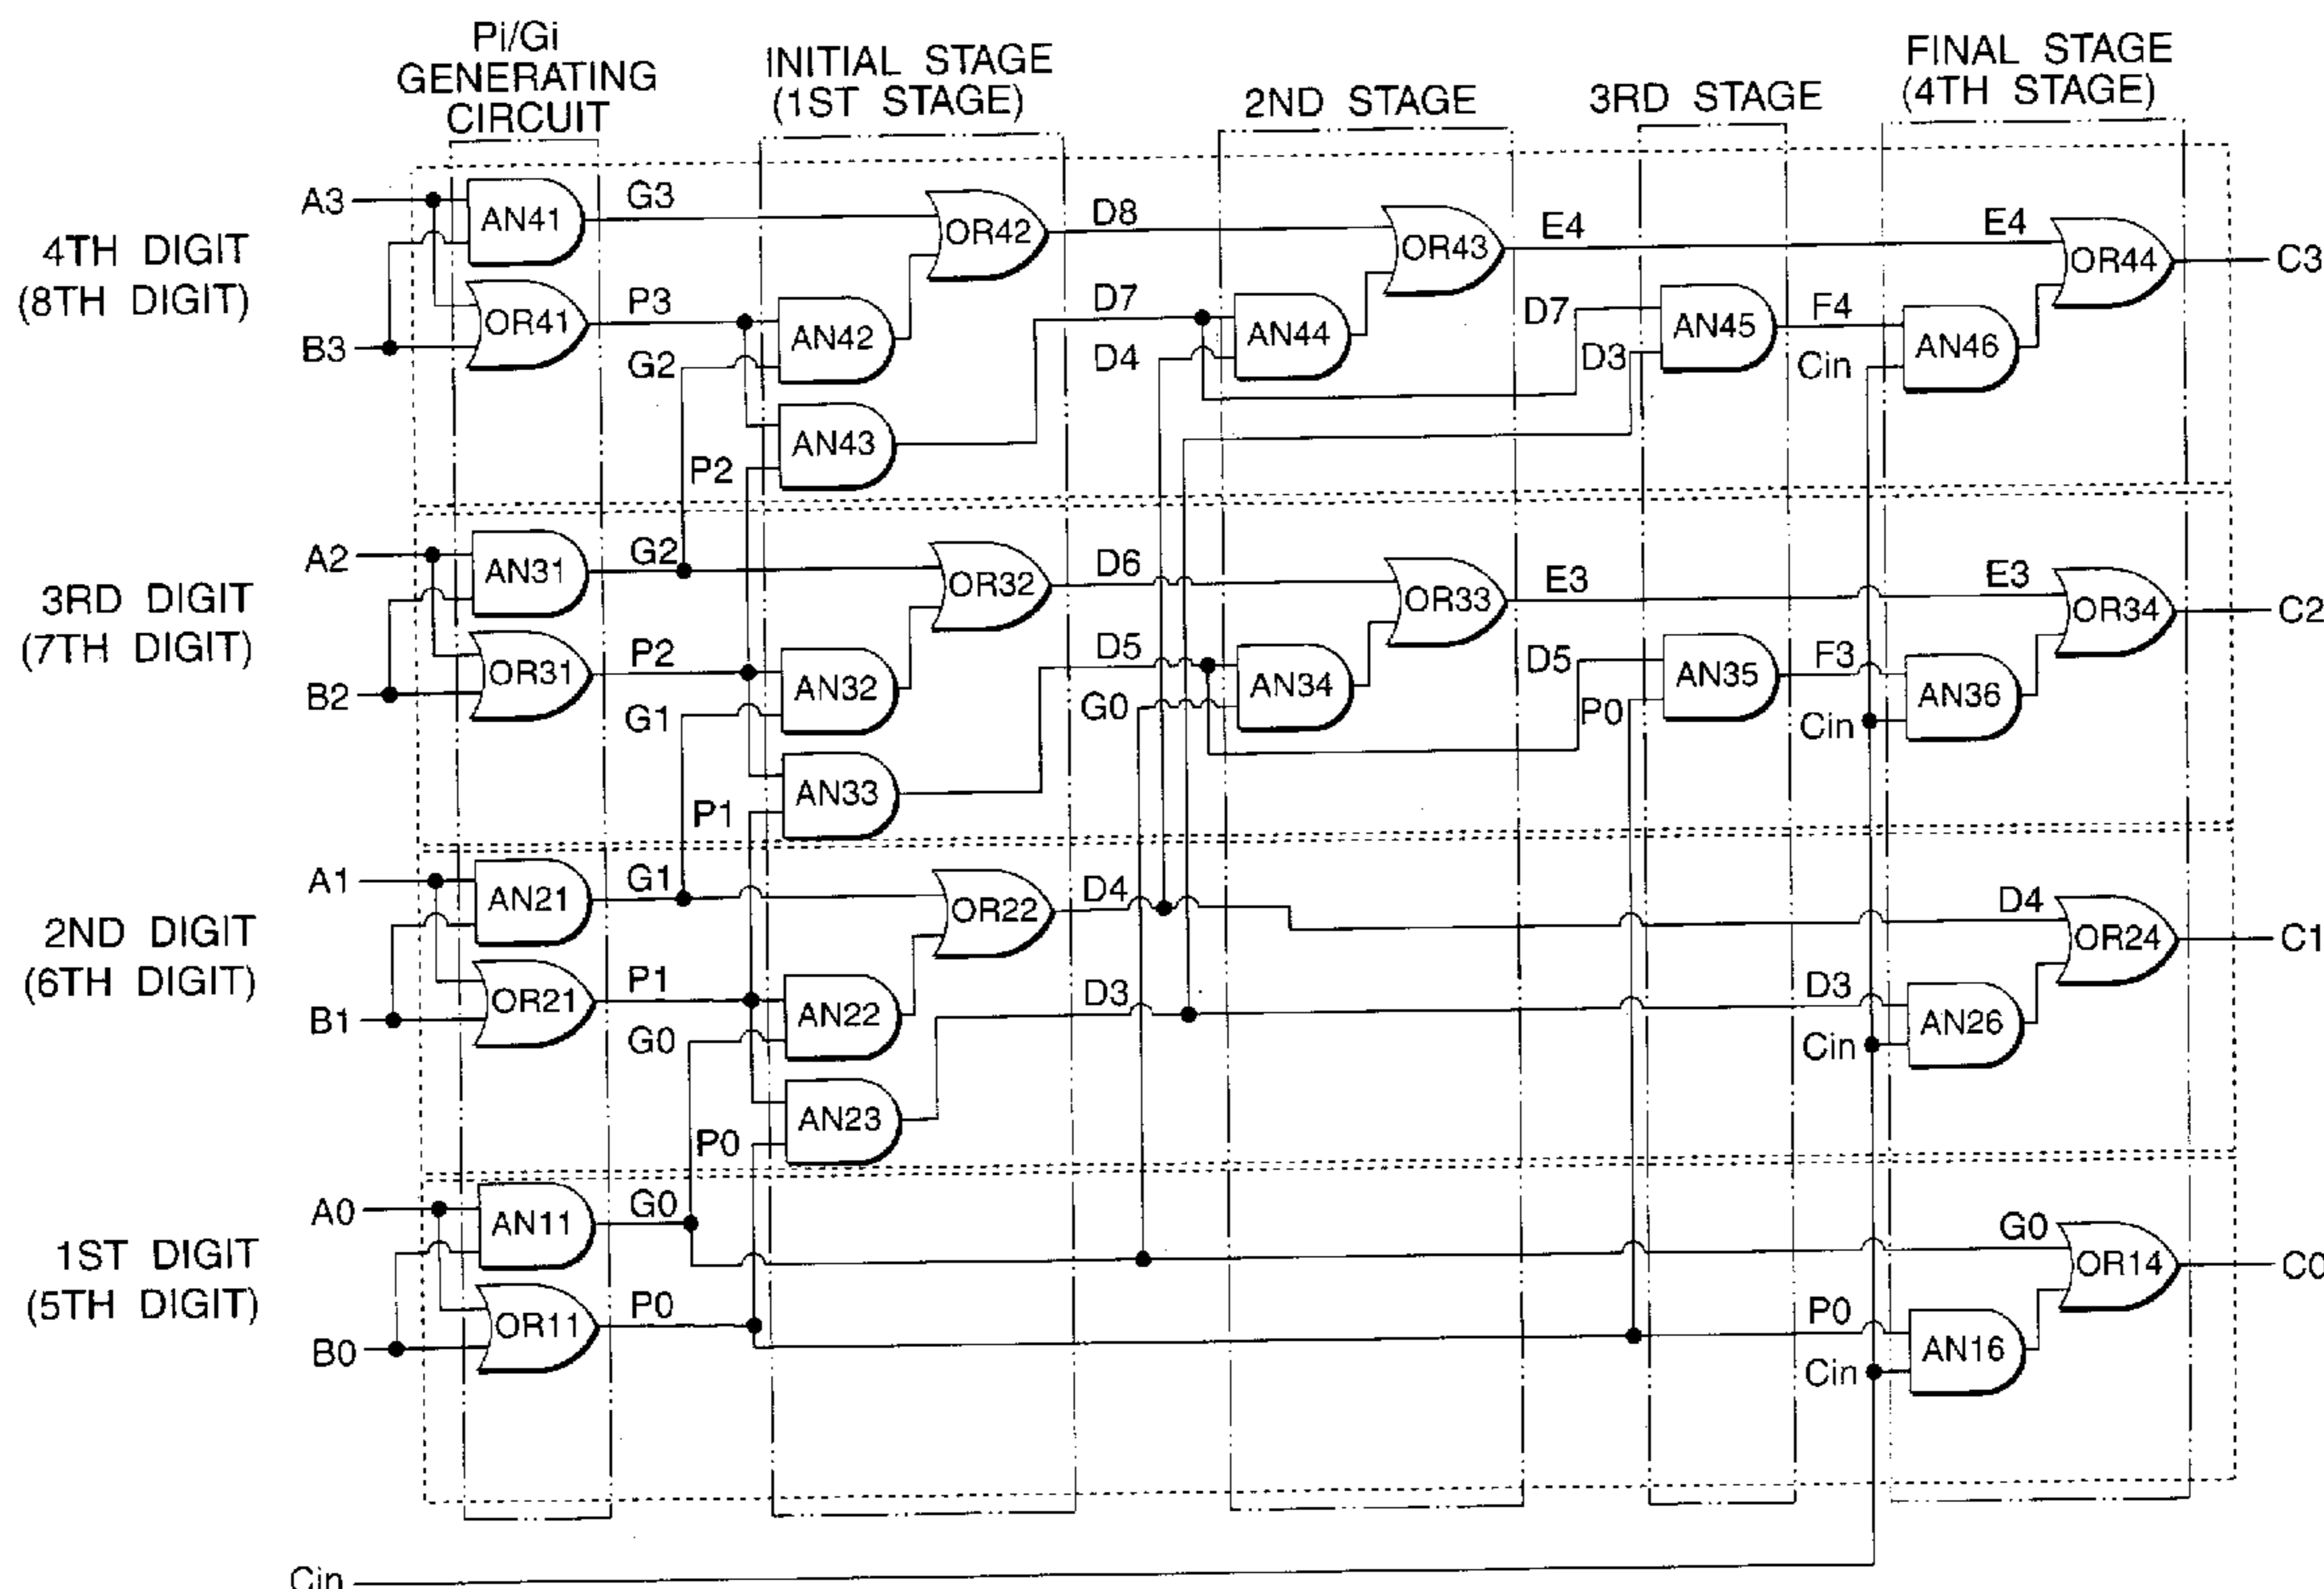 Pi/Gi
GENERATING
CIRCUIT
INITIAL STAGE
(1ST STAGE)
2ND STAGE
3RD STAGE
FINAL STAGE
(4TH STAGE)
4TH DIGIT
(8TH DIGIT)
A3
B3
AN41
OR41
G3
P3
G2
P2
AN42
AN43
OR42
D8
D7
D4
AN44
OR43
E4
D7
D3
AN45
F4
Cin
E4
AN46
OR44
C3
3RD DIGIT
(7TH DIGIT)
A2
B2
AN31
OR31
G2
P2
G1
P1
AN32
AN33
OR32
D6
D5
G0
AN34
OR33
E3
D5
P0
AN35
F3
Cin
E3
AN36
OR34
C2
2ND DIGIT
(6TH DIGIT)
A1
B1
AN21
OR21
G1
P1
G0
P0
AN22
AN23
OR22
D4
D3
D4
D3
Cin
AN26
OR24
C1
1ST DIGIT
(5TH DIGIT)
A0
B0
AN11
OR11
G0
P0
G0
P0
Cin
AN16
OR14
C0
Cin